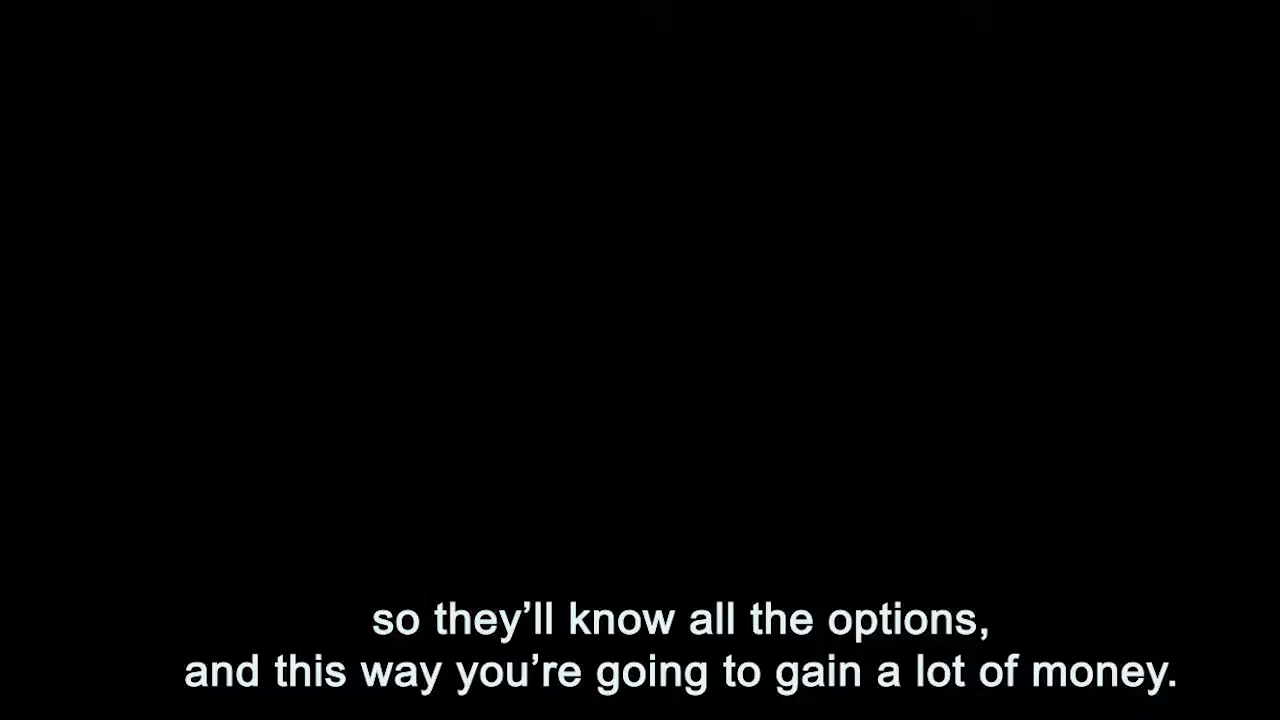 so they’ll know all the options,
and this way you’re going to gain a lot of money.